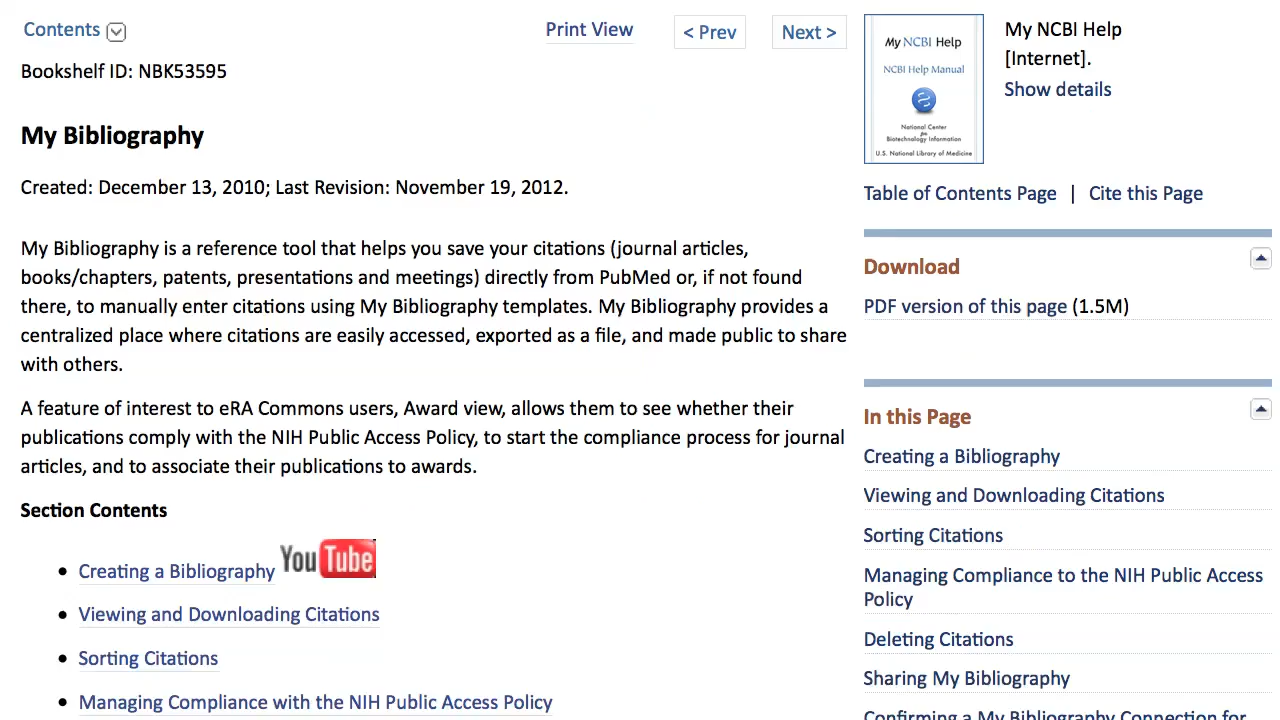 Contents
Print View
< Prev
Next >
Bookshelf ID: NBK53595
My Bibliography
Created: December 13, 2010; Last Revision: November 19, 2012.
My Bibliography is a reference tool that helps you save your citations (journal articles,
books/chapters, patents, presentations and meetings) directly from PubMed or, if not found
there, to manually enter citations using My Bibliography templates. My Bibliography provides a
centralized place where citations are easily accessed, exported as a file, and made public to share
with others.
A feature of interest to eRA Commons users, Award view, allows them to see whether their
publications comply with the NIH Public Access Policy, to start the compliance process for journal
articles, and to associate their publications to awards.
Section Contents
Creating a Bibliography YouTube
Viewing and Downloading Citations
Sorting Citations
Managing Compliance with the NIH Public Access Policy
My NCBI Help
NCBI Help Manual
National Center
for
Biotechnology Information
U.S. National Library of Medicine
My NCBI Help
[Internet].
Show details
Table of Contents Page | Cite this Page
Download
PDF version of this page (1.5M)
In this Page
Creating a Bibliography
Viewing and Downloading Citations
Sorting Citations
Managing Compliance to the NIH Public Access
Policy
Deleting Citations
Sharing My Bibliography
Confirming a My Bibliography Connection for